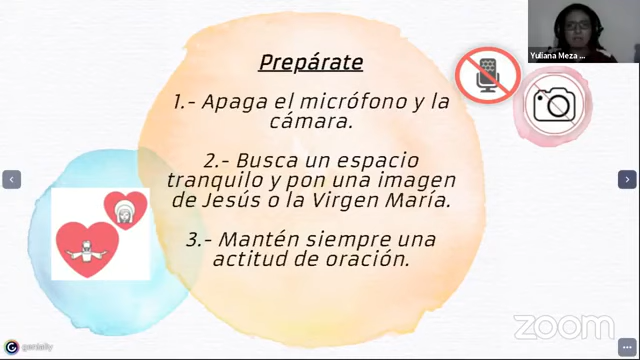 Prepárate
1.- Apaga el micrófono y la
cámara.
2.- Busca un espacio
tranquilo y pon una imagen
de Jesús o la Virgen María.
3.- Mantén siempre una
actitud de oración.
Yuliana Meza ...
genially
zoom